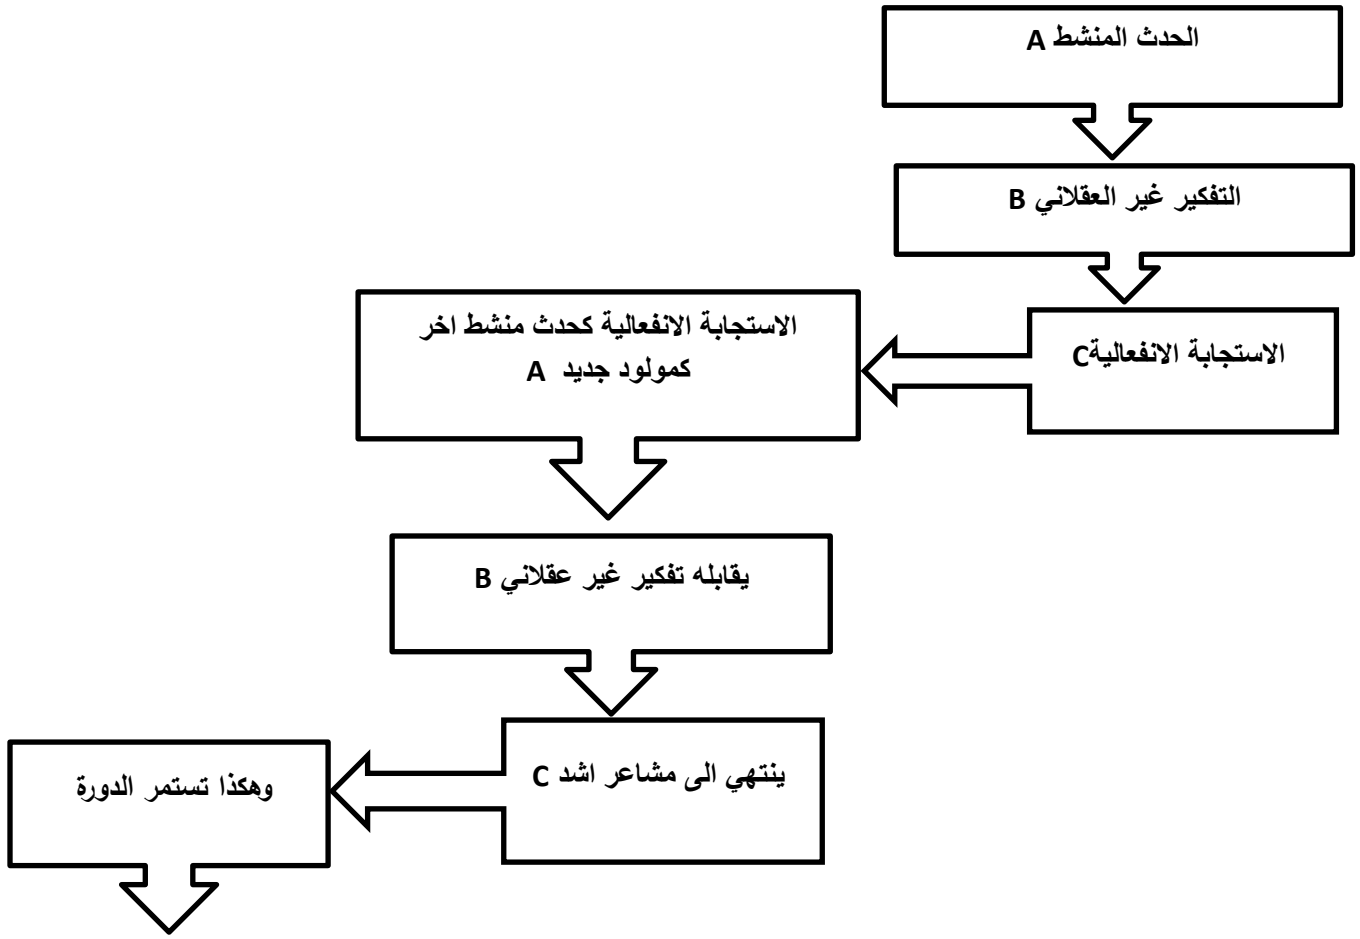 الحدث المنشط A
التفكير غير العقلاني B
الاستجابة الانفعاليةC
الاستجابة الانفعالية كحدث منشط اخر
كمولود جديد A
يقابله تفكير غير عقلاني B
ينتهي الى مشاعر اشد C
وهكذا تستمر الدورة